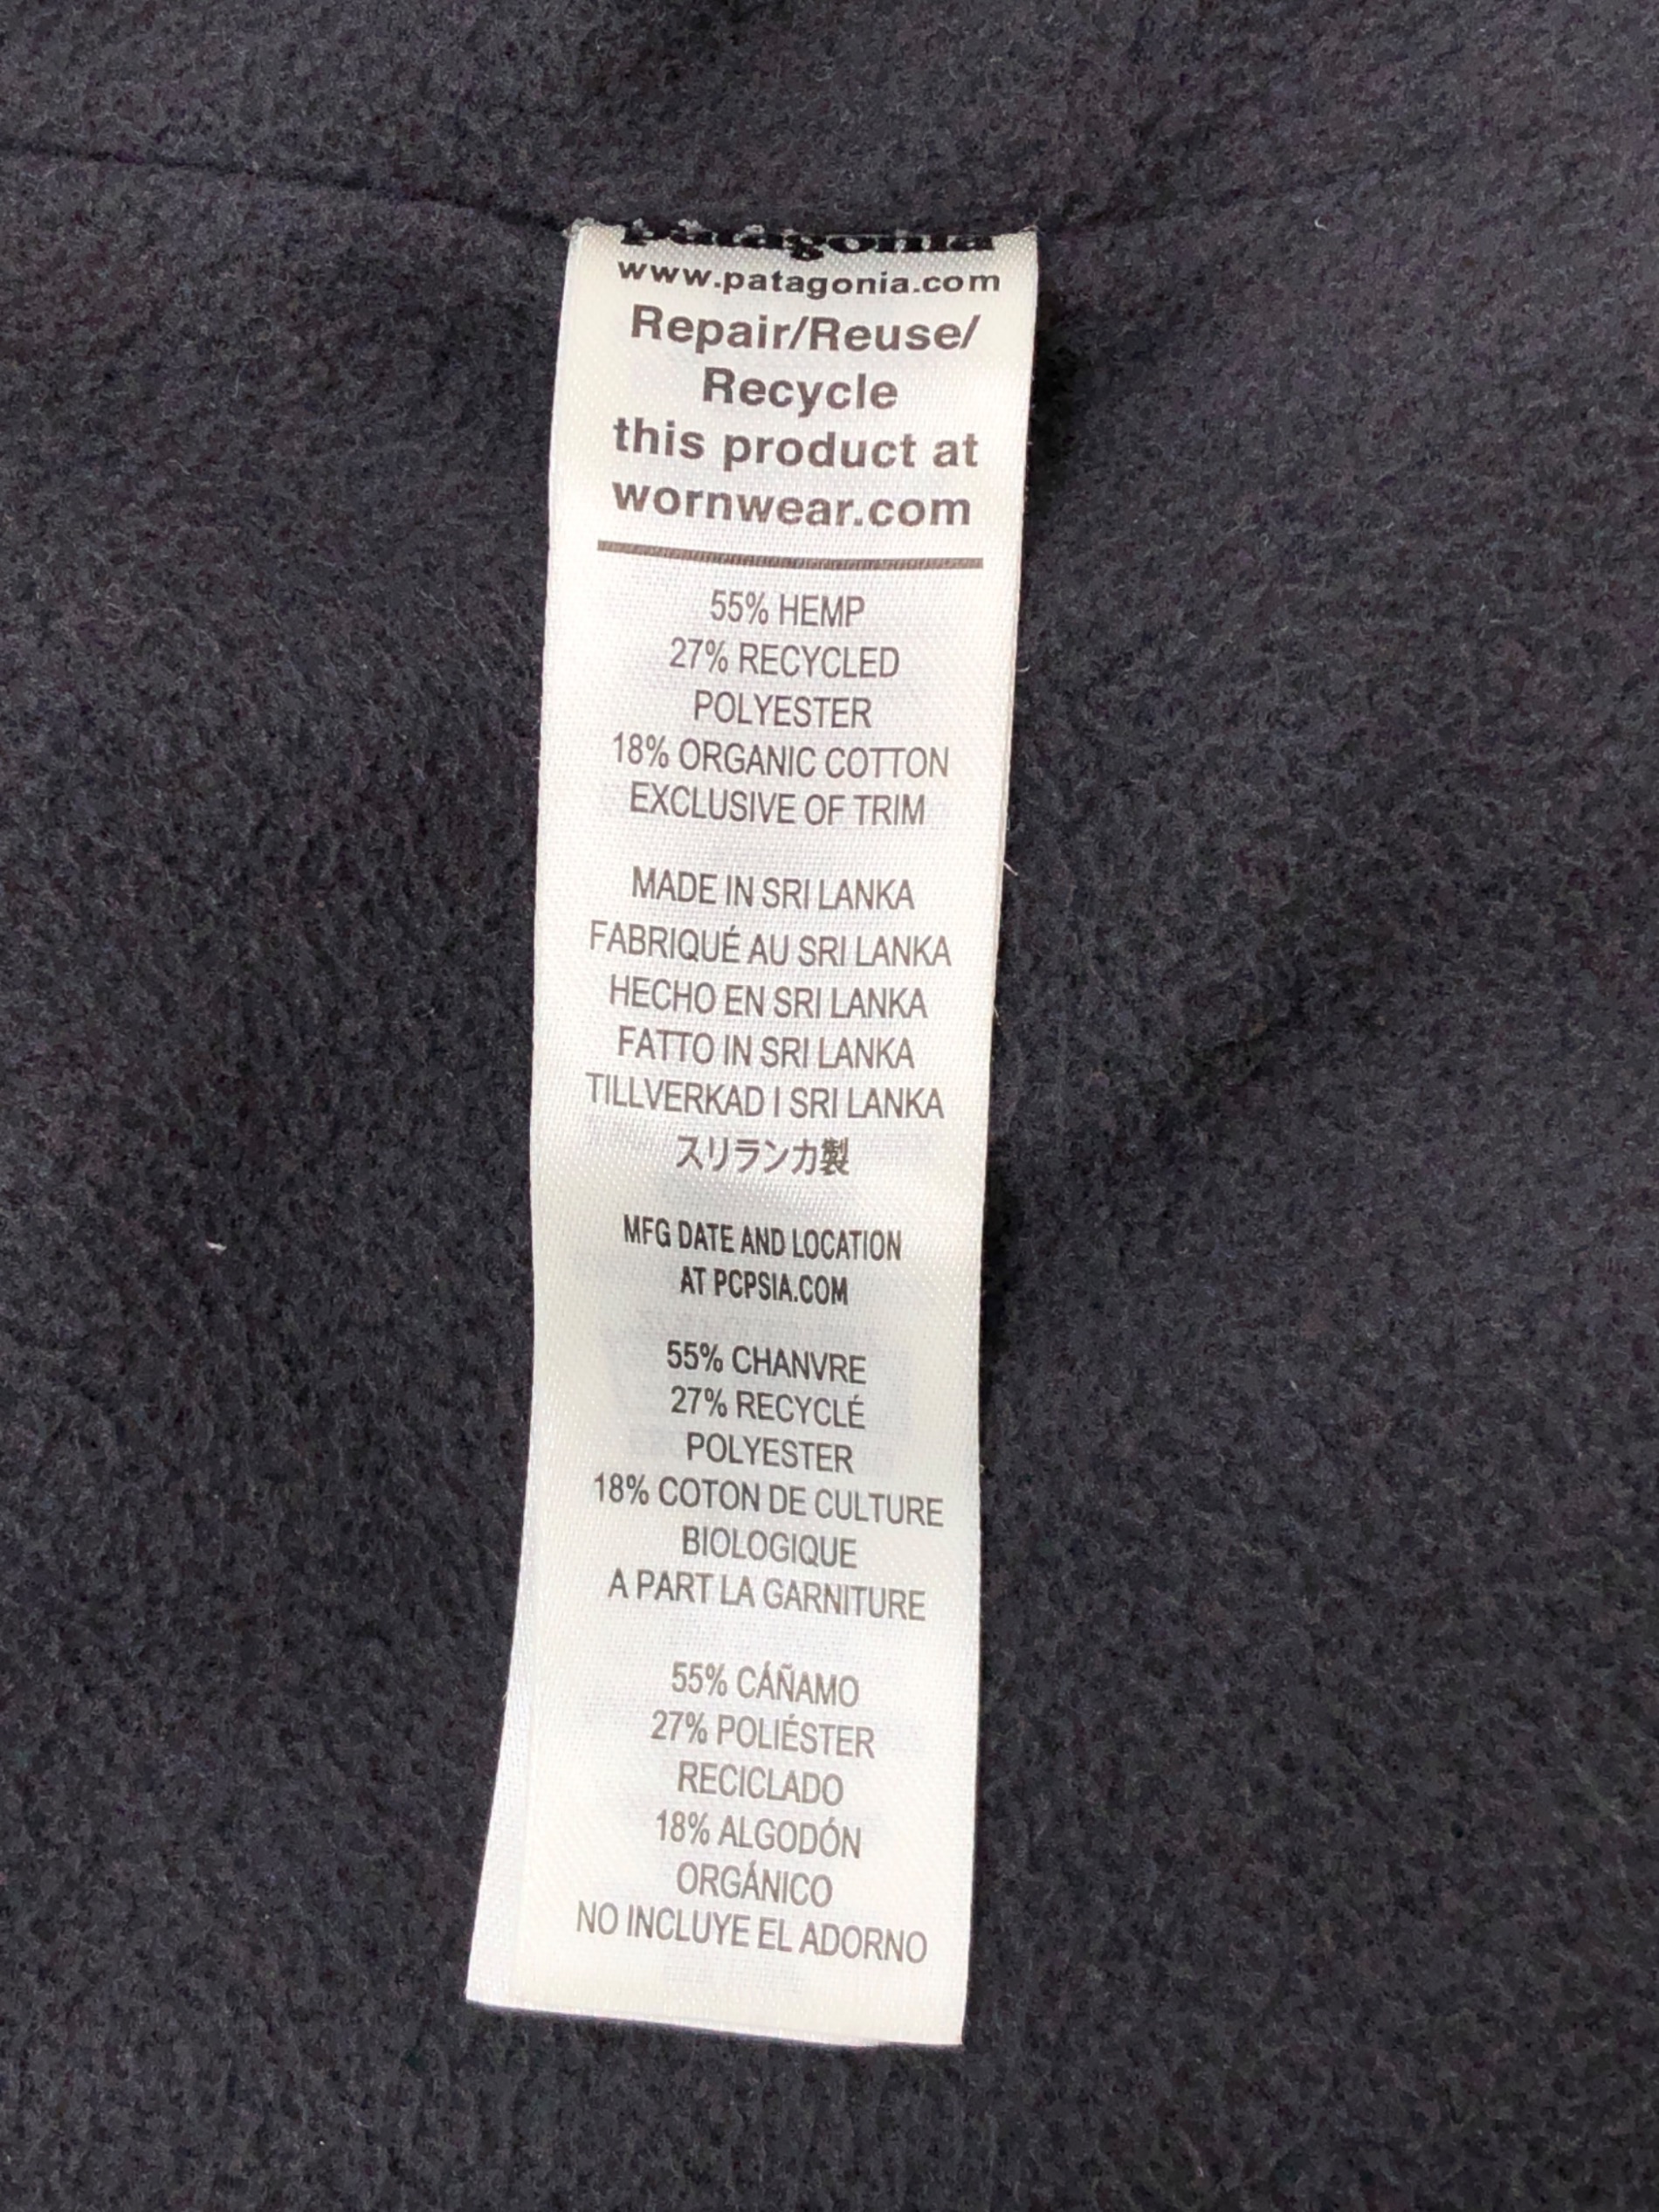 patagonia
www.patagonia.com
Repair/Reuse/
Recycle
this product at
wornwear.com
55% HEMP
27% RECYCLED
POLYESTER
18% ORGANIC COTTON
EXCLUSIVE OF TRIM
MADE IN SRI LANKA
FABRIQUÉ AU SRI LANKA
HECHO EN SRI LANKA
FATTO IN SRI LANKA
TILLVERKAD I SRI LANKA
スリランカ製
MFG DATE AND LOCATION
AT PCPSIA.COM
55% CHANVRE
27% RECYCLÉ
POLYESTER
18% COTON DE CULTURE
BIOLOGIQUE
A PART LA GARNITURE
55% CÁÑAMO
27% POLIÉSTER
RECICLADO
18% ALGODÓN
ORGÁNICO
NO INCLUYE EL ADORNO